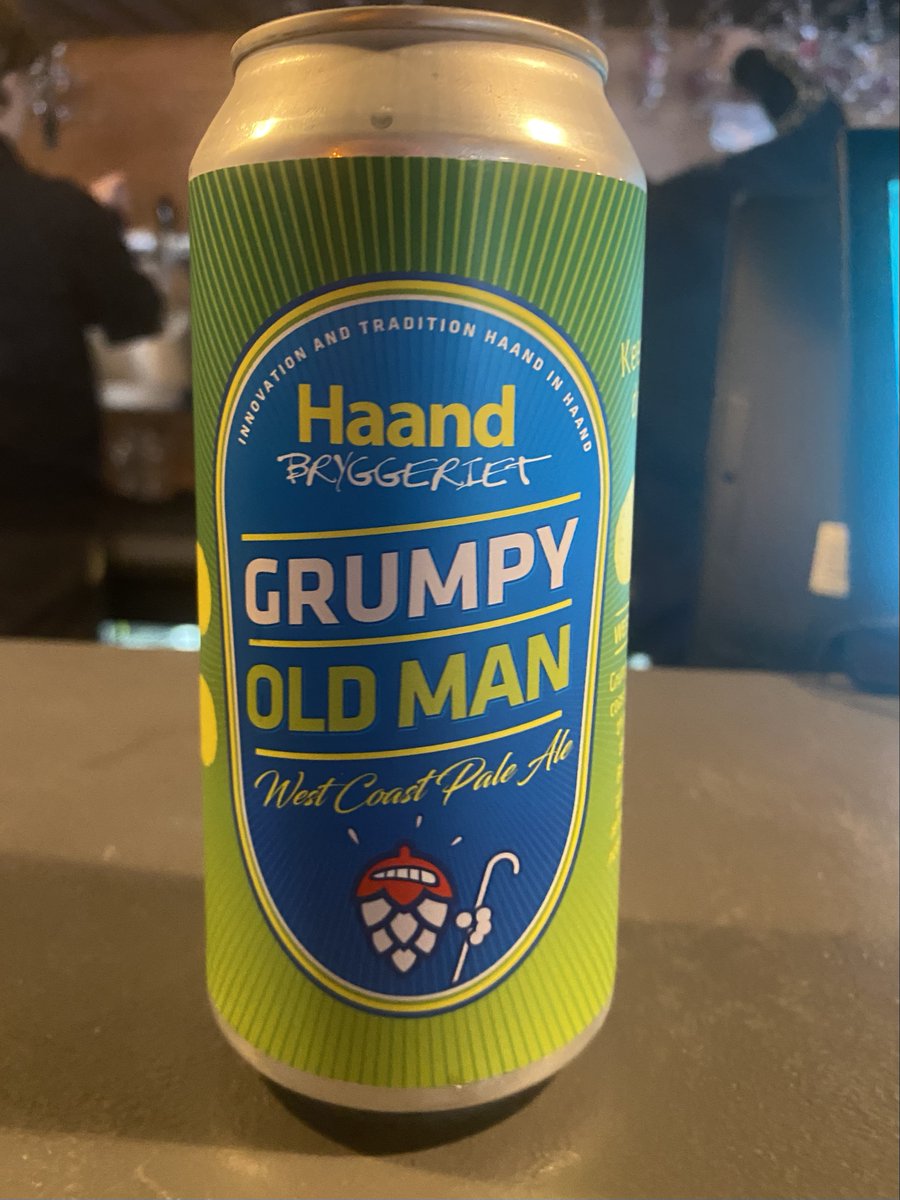 INNOVATION AND TRADITION HAAND IN HAAND
Haand
BRYGGERIET
GRUMPY
OLD MAN
West Coast Pale Ale